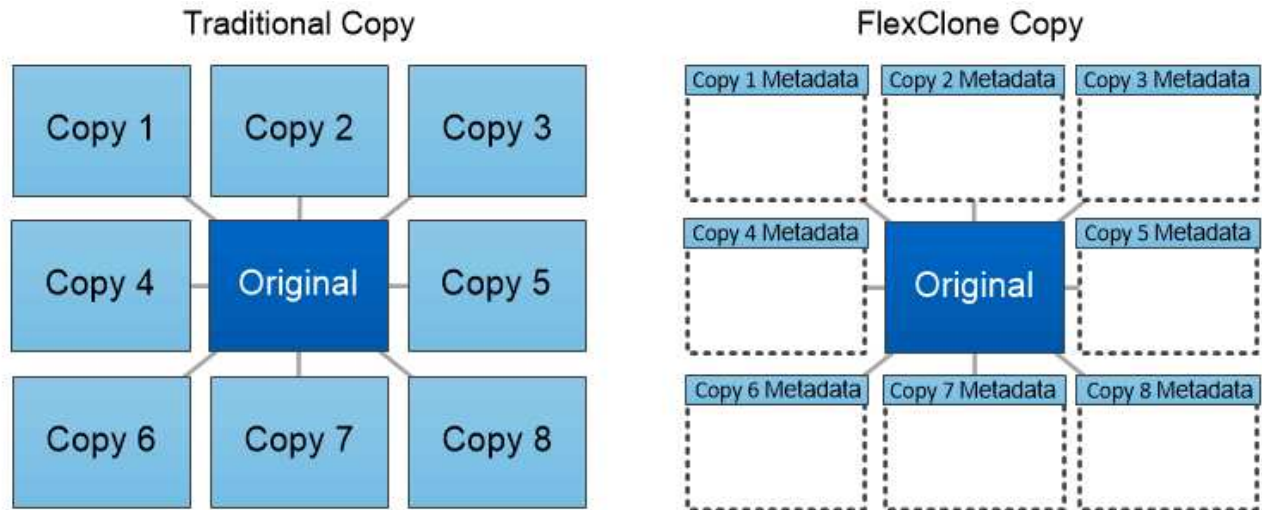 Traditional Copy
Copy 1
Copy 2
Copy 3
Copy 4
Original
Copy 5
Copy 6
Copy 7
Copy 8
FlexClone Copy
Copy 1 Metadata
Copy 2 Metadata
Copy 3 Metadata
Copy 4 Metadata
Original
Copy 5 Metadata
Copy 6 Metadata
Copy 7 Metadata
Copy 8 Metadata